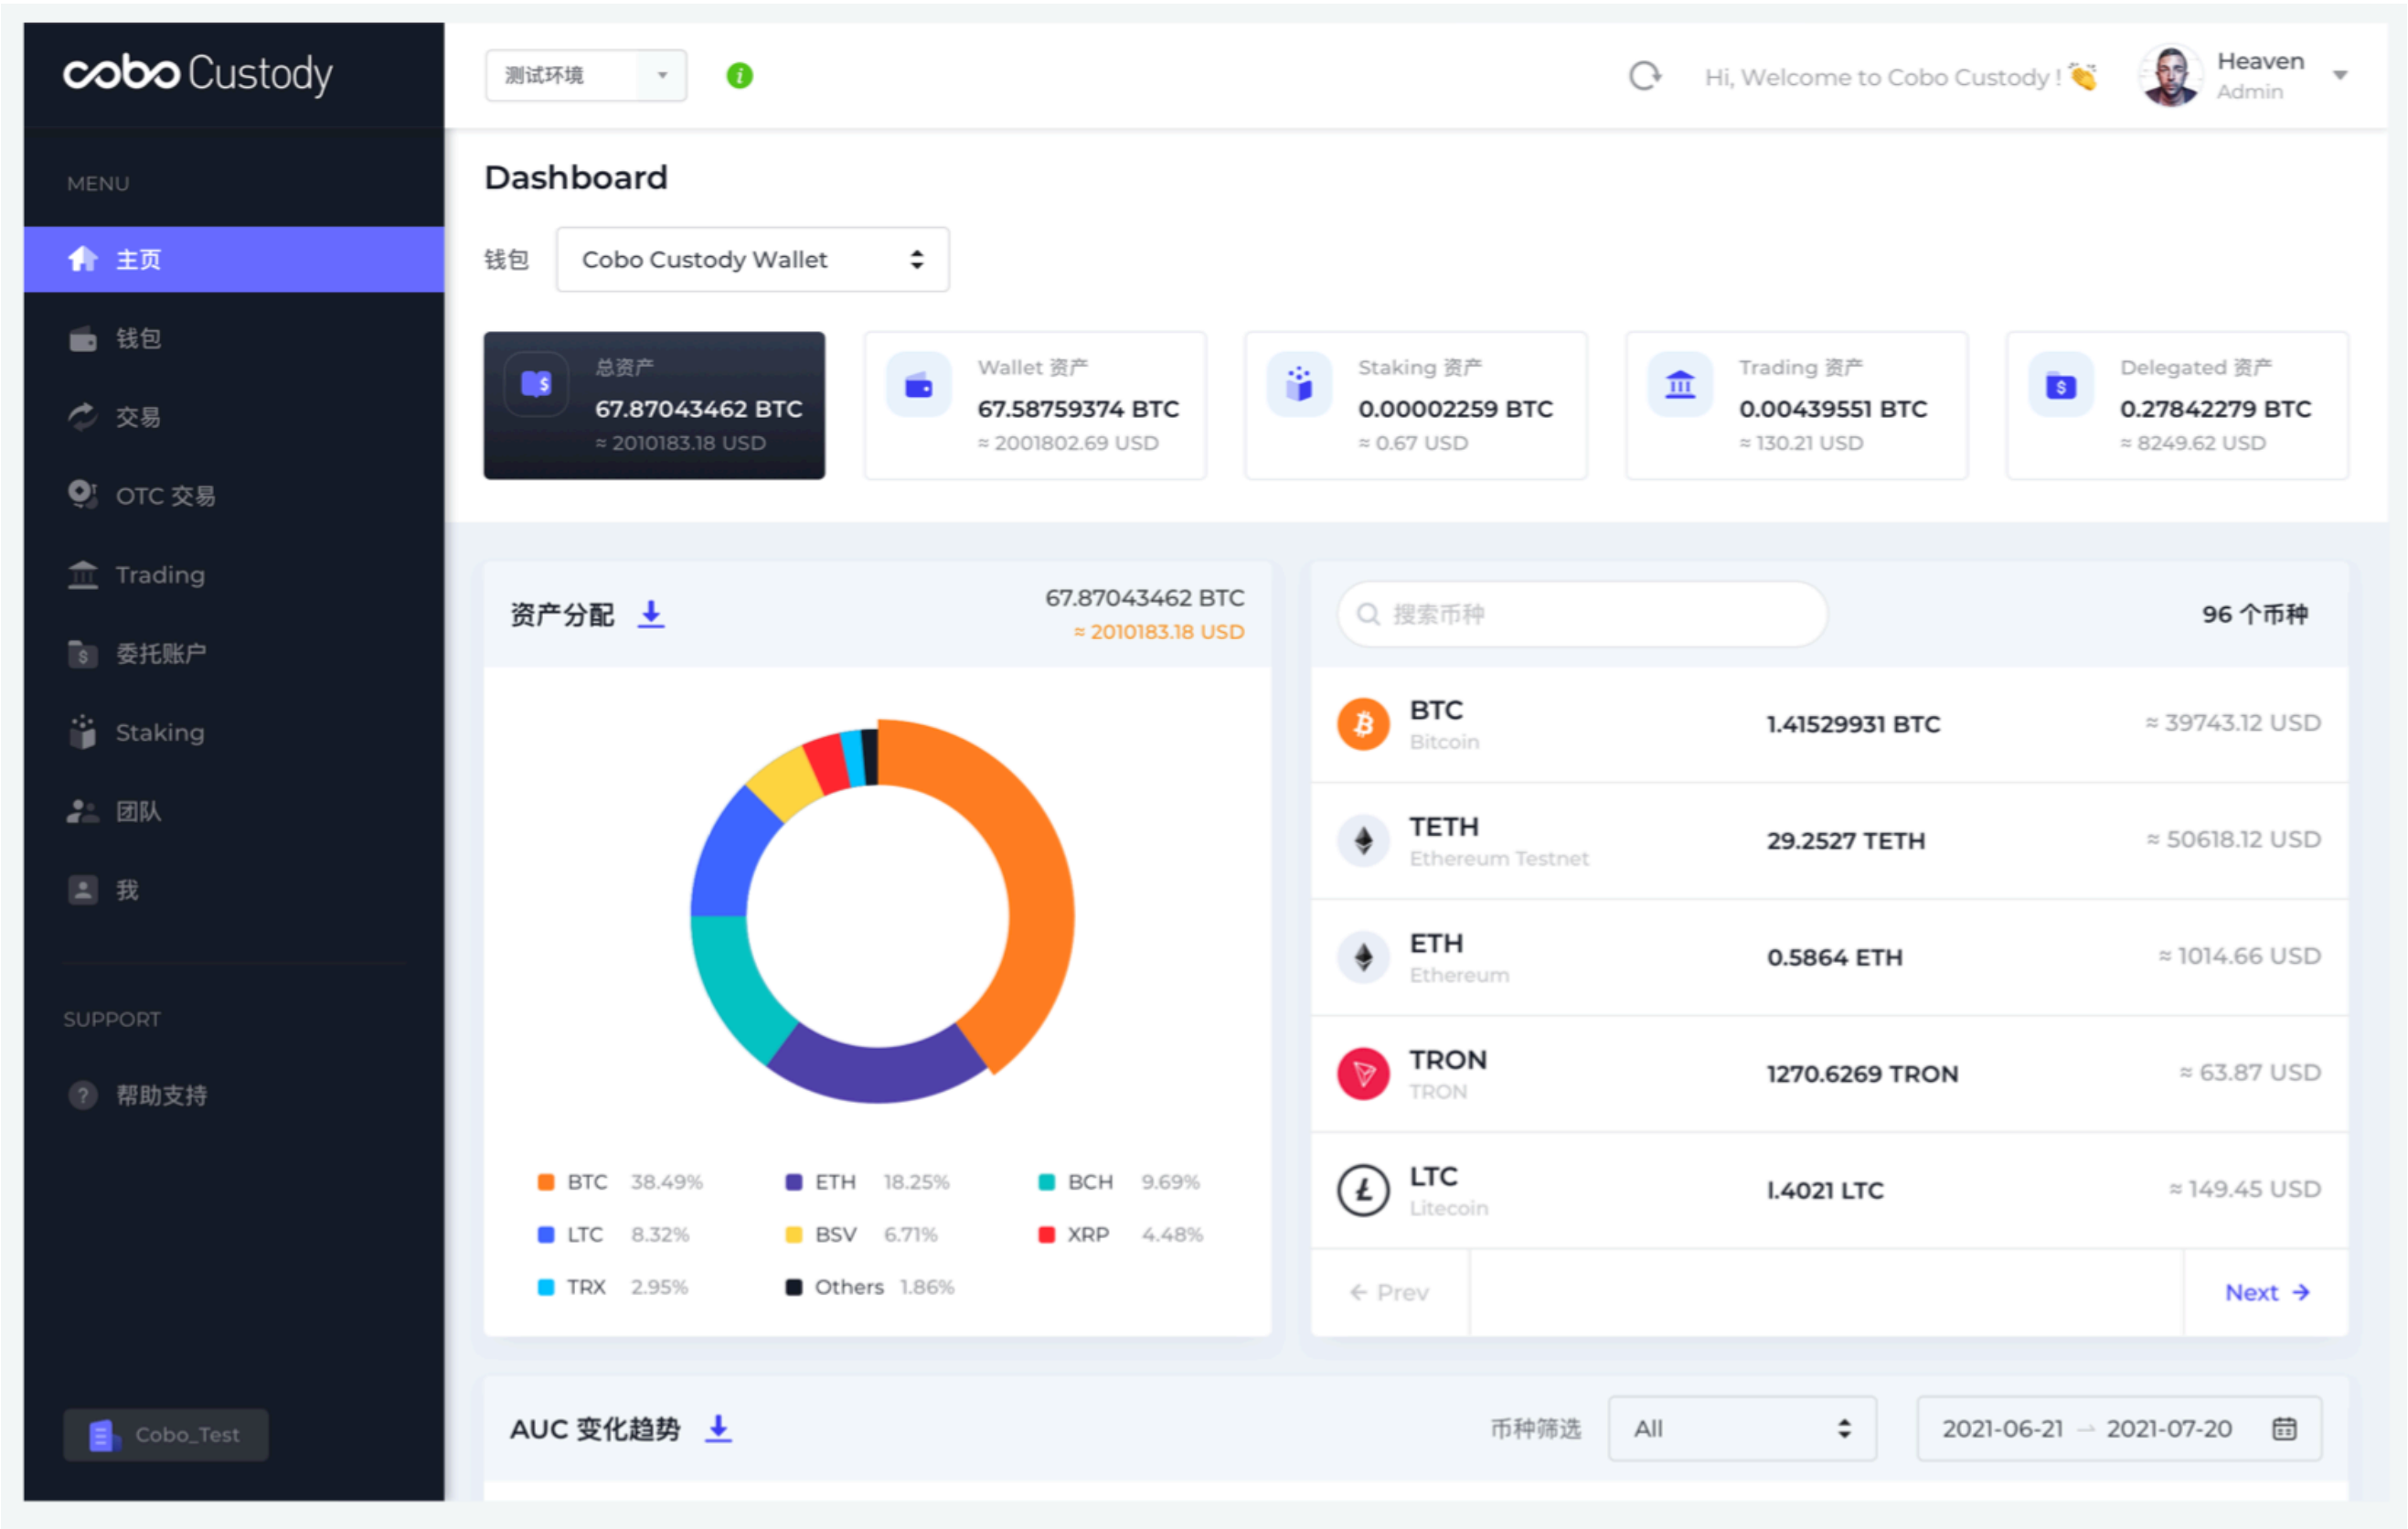 cobo Custody
测试环境
Hi, Welcome to Cobo Custody ! 👏
Heaven
Admin
MENU
主页
钱包
交易
OTC 交易
Trading
委托账户
Staking
团队
我
SUPPORT
帮助支持
Cobo_Test
Dashboard
钱包 Cobo Custody Wallet
总资产
67.87043462 BTC
≈ 2010183.18 USD
Wallet 资产
67.58759374 BTC
≈ 2001802.69 USD
Staking 资产
0.00002259 BTC
≈ 0.67 USD
Trading 资产
0.00439551 BTC
≈ 130.21 USD
Delegated 资产
0.27842279 BTC
≈ 8249.62 USD
资产分配
67.87043462 BTC
≈ 2010183.18 USD
BTC 38.49% ETH 18.25% BCH 9.69%
LTC 8.32% BSV 6.71% XRP 4.48%
TRX 2.95% Others 1.86%
搜索币种
96 个币种
BTC
Bitcoin
1.41529931 BTC
≈ 39743.12 USD
TETH
Ethereum Testnet
29.2527 TETH
≈ 50618.12 USD
ETH
Ethereum
0.5864 ETH
≈ 1014.66 USD
TRON
TRON
1270.6269 TRON
≈ 63.87 USD
LTC
Litecoin
l.4021 LTC
≈ 149.45 USD
← Prev
Next →
AUC 变化趋势
币种筛选 All 2021-06-21 → 2021-07-20